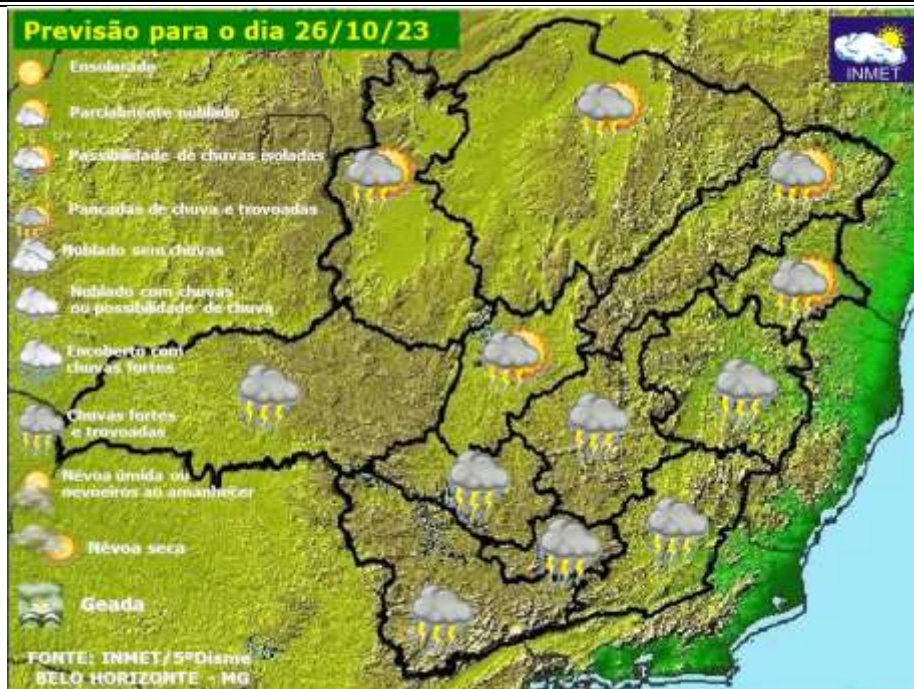 Previsão para o dia 26/10/23
INMET
Ensolarado
Parcialmente nublado
Possibilidade de chuvas isoladas
Pancadas de chuva e trovoadas
Nublado sem chuvas
Nublado com chuvas
ou possibilidade de chuva
Encoberto com
chuvas fortes
Chuvas fortes
e trovoadas
Névoa úmida ou
nevoeiros ao amanhecer
Névoa seca
Geada
FONTE: INMET/5ºDisme
BELO HORIZONTE - MG